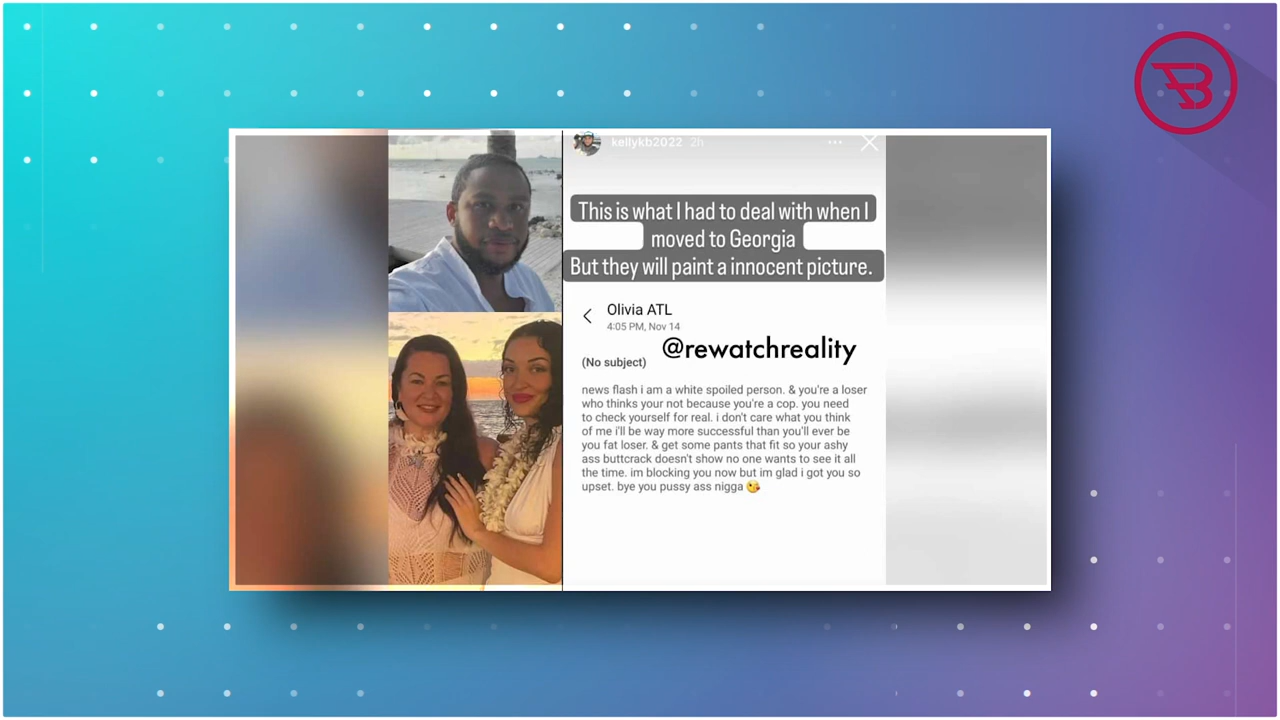 kellykb2022 2h
This is what I had to deal with when I
moved to Georgia
But they will paint a innocent picture.
Olivia ATL
4:05 PM, Nov 14
@rewatchreality
(No subject)
news flash i am a white spoiled person. & you're a loser
who thinks your not because you're a cop. you need
to check yourself for real. i don't care what you think
of me i'll be way more successful than you'll ever be
you fat loser. & get some pants that fit so your ashy
ass buttcrack doesn't show no one wants to see it all
the time. im blocking you now but im glad i got you so
upset. bye you pussy ass nigga 😘